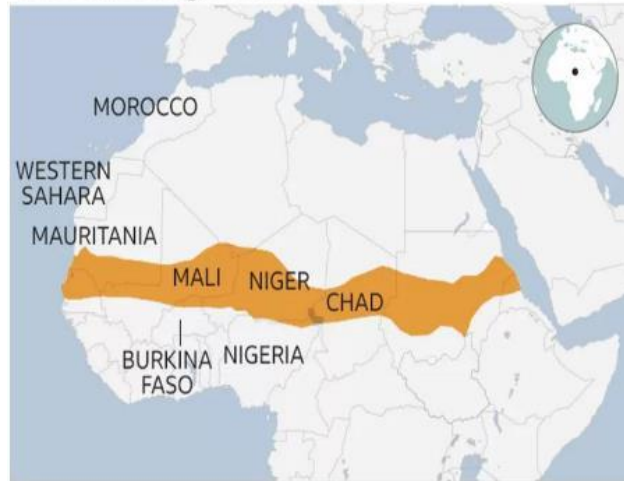 MOROCCO
WESTERN
SAHARA
MAURITANIA
MALI
NIGER
CHAD
BURKINA
FASO
NIGERIA